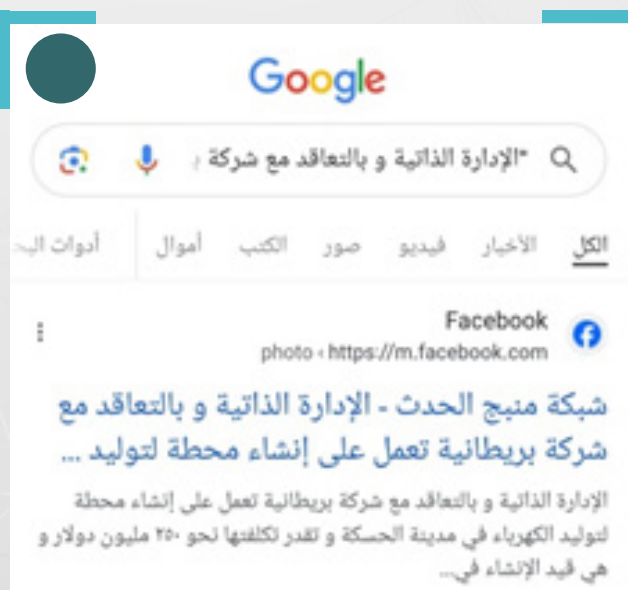 Google
"الإدارة الذاتية و بالتعاقد مع شركة
الكل الأخبار فيديو صور الكتب أموال أدوات
Facebook
https://m.facebook.com › photo
شبكة منبج الحدث - الإدارة الذاتية و بالتعاقد مع
شركة بريطانية تعمل على إنشاء محطة لتوليد ...
الإدارة الذاتية و بالتعاقد مع شركة بريطانية تعمل على إنشاء محطة
لتوليد الكهرباء في مدينة الحسكة و تقدر تكلفتها نحو ٢٥٠ مليون دولار و
هي قيد الإنشاء في...